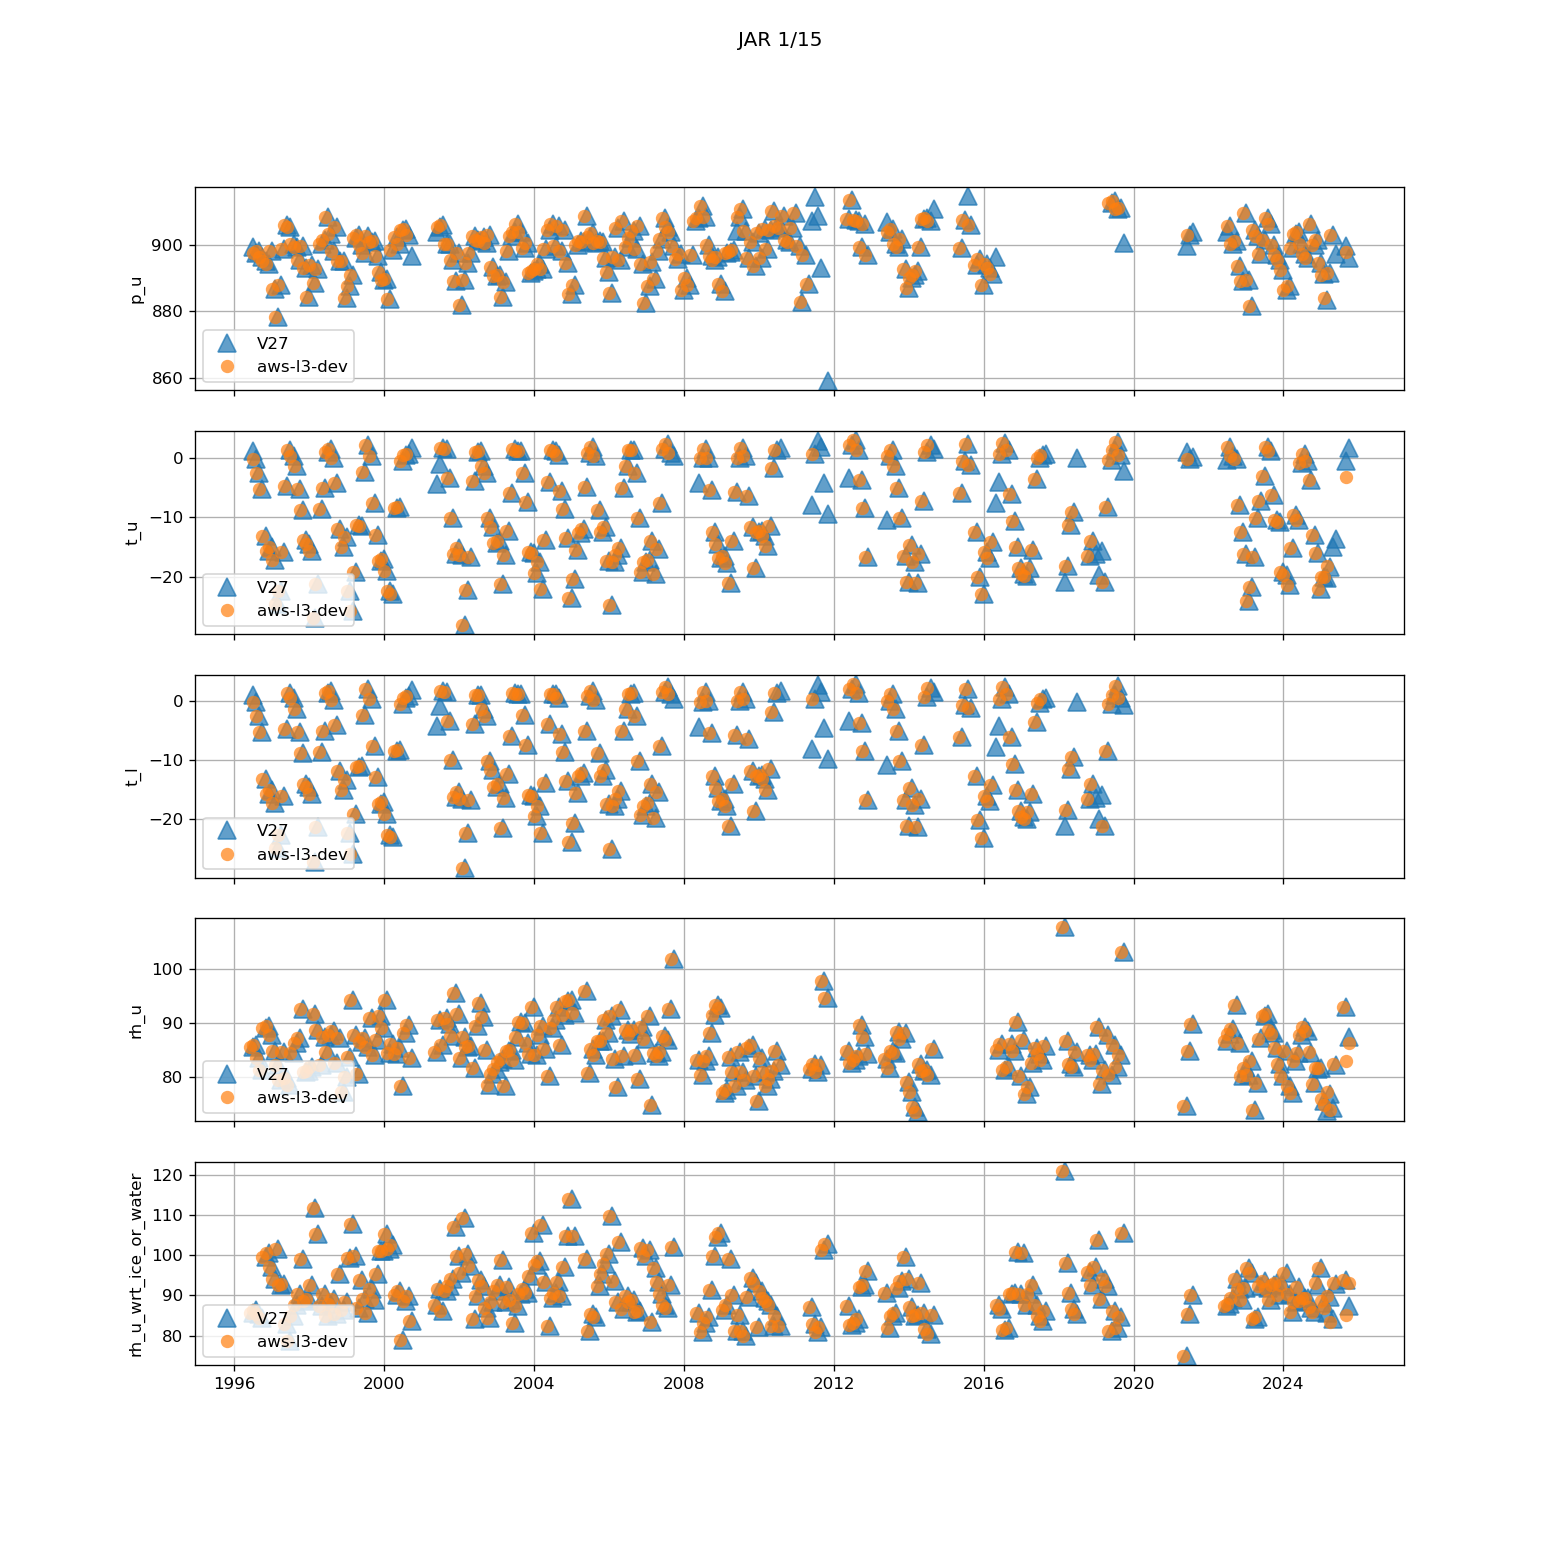 JAR 1/15
p_u
900
880
860
V27
aws-l3-dev
t_u
0
−10
−20
V27
aws-l3-dev
t_l
0
−10
−20
V27
aws-l3-dev
rh_u
100
90
80
V27
aws-l3-dev
rh_u_wrt_ice_or_water
120
110
100
90
80
V27
aws-l3-dev
1996 2000 2004 2008 2012 2016 2020 2024